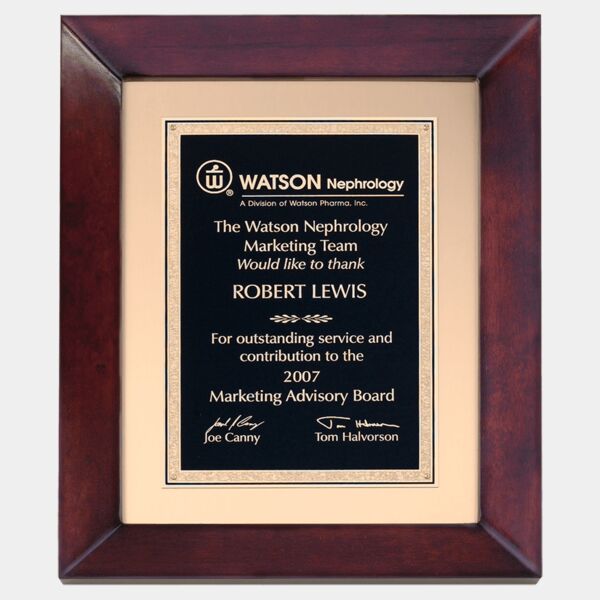 WATSON Nephrology
A Division of Watson Pharma, Inc.
The Watson Nephrology
Marketing Team
Would like to thank
ROBERT LEWIS
For outstanding service and
contribution to the
2007
Marketing Advisory Board
Joe Canny Tom Halvorson